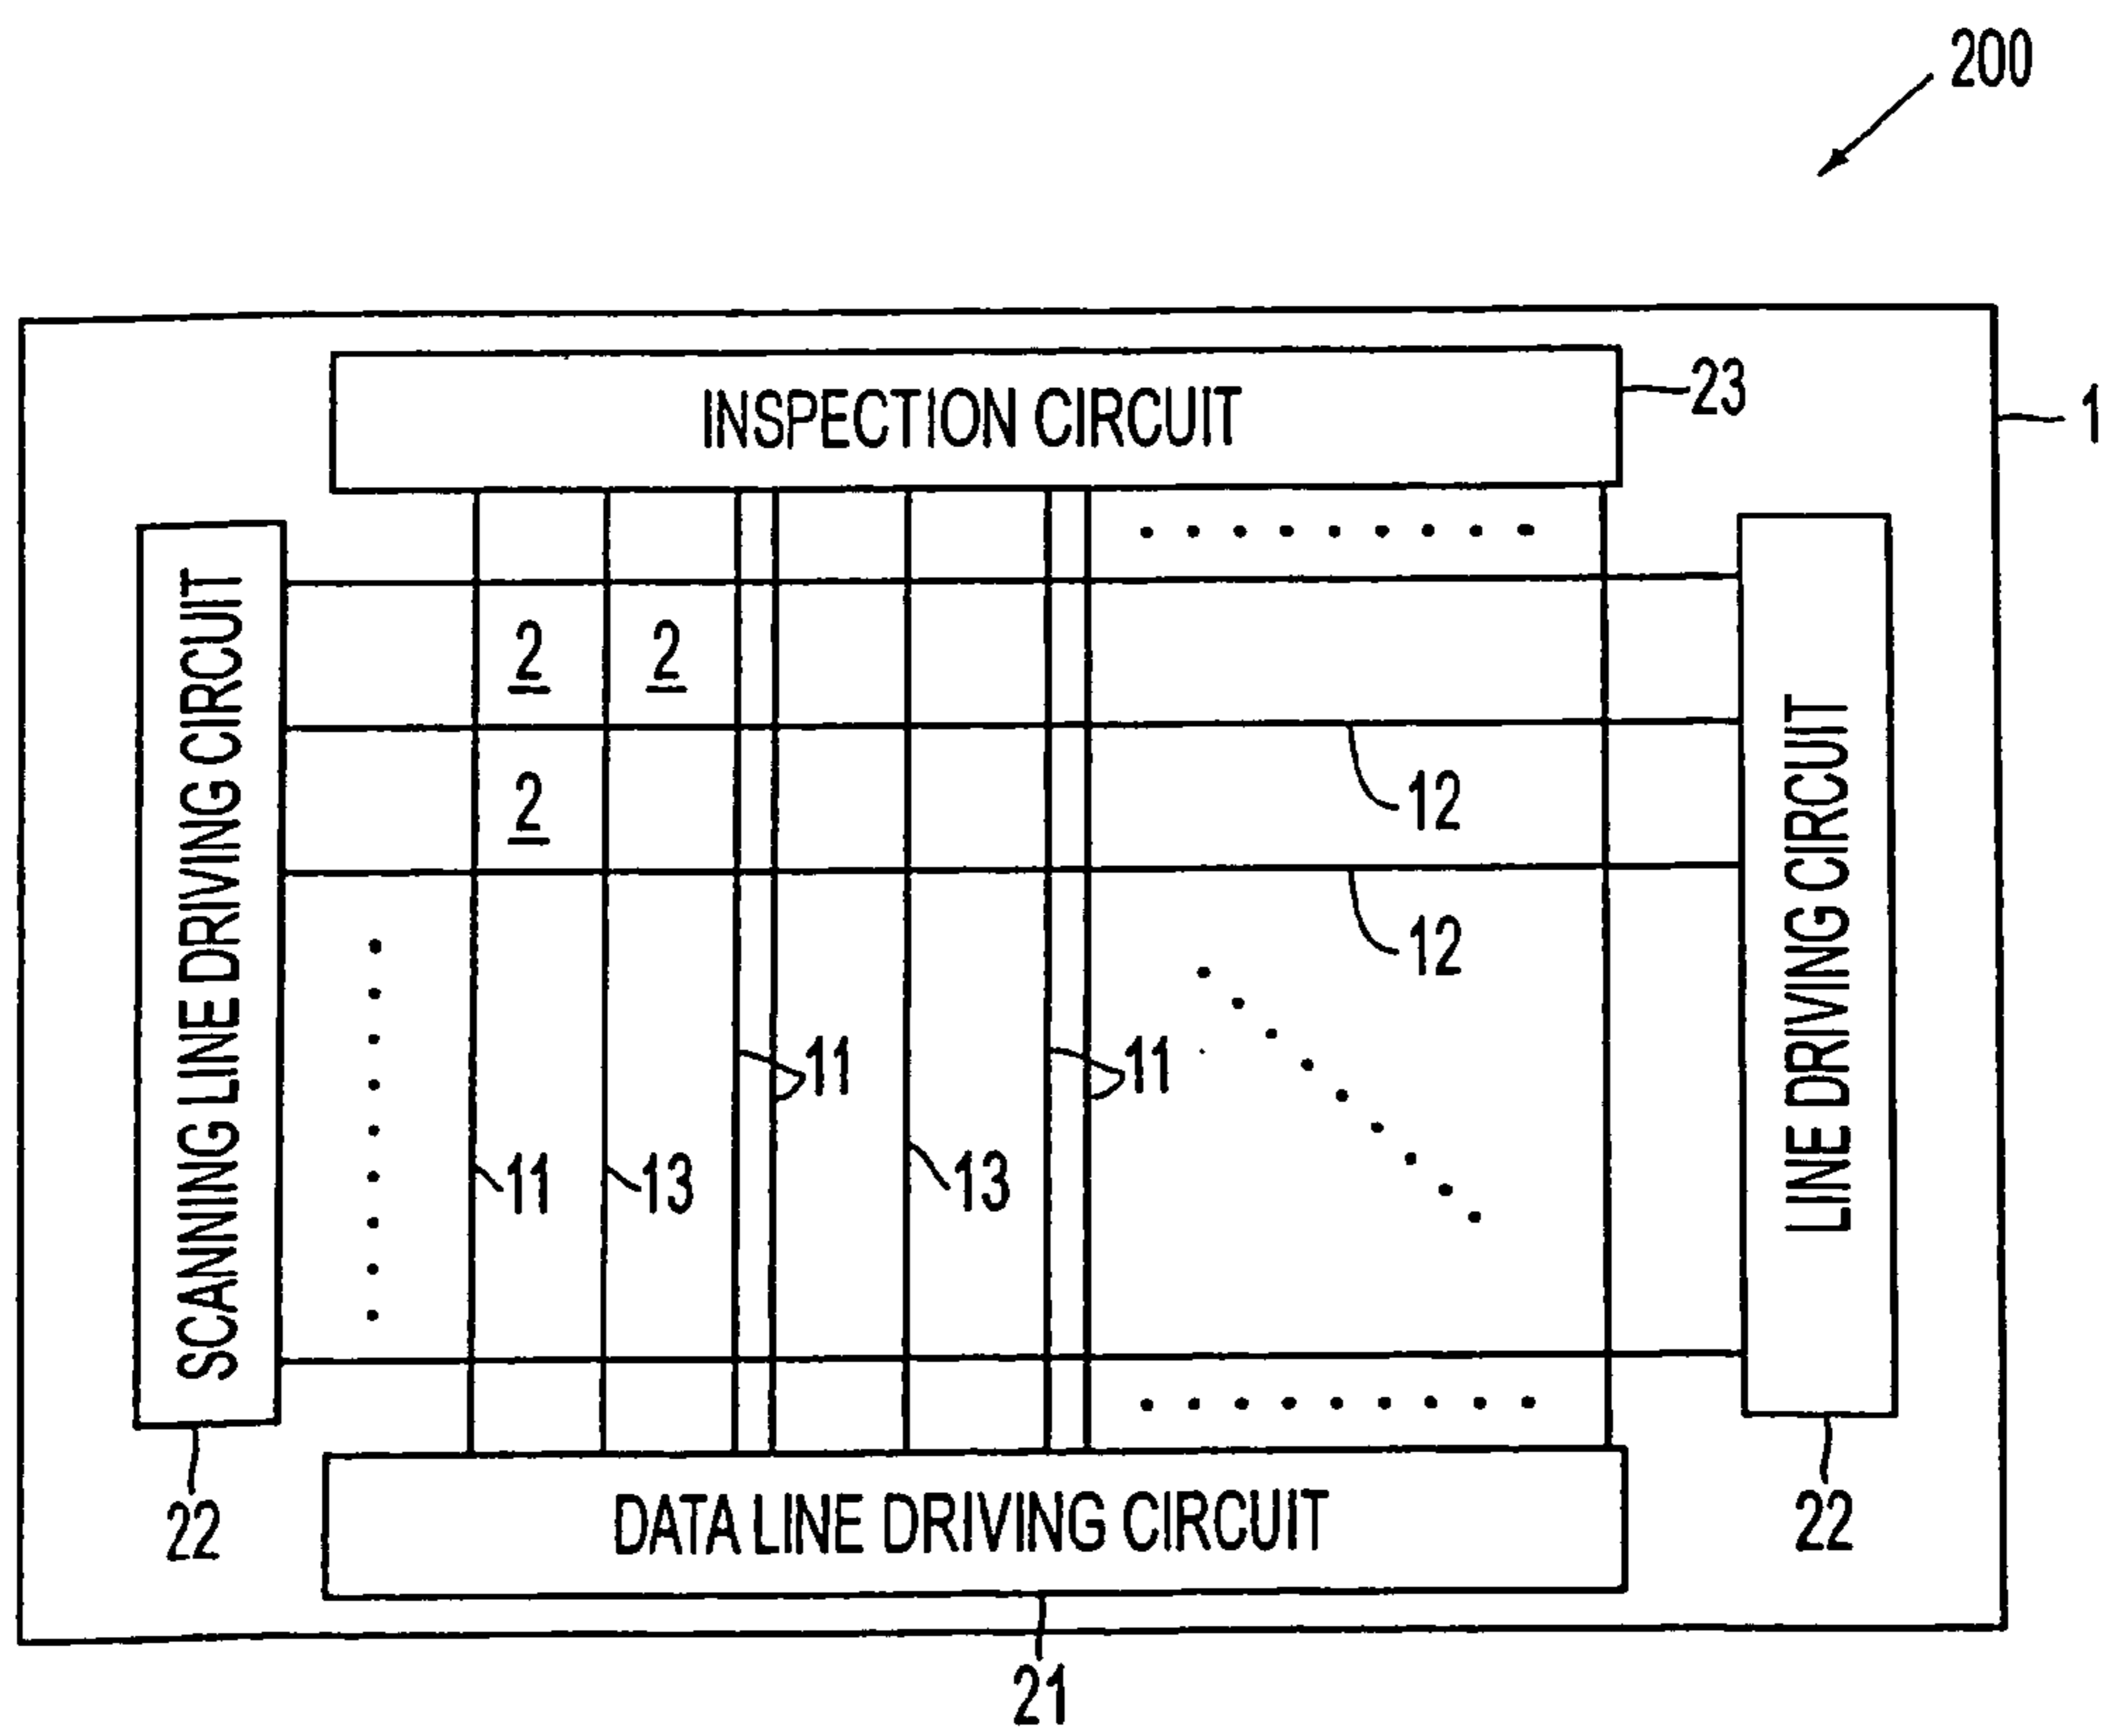 200
INSPECTION CIRCUIT
23
1
SCANNING LINE DRIVING CIRCUIT
2 2
2
12
12
LINE DRIVING CIRCUIT
11 11
11 13 13
22
22
DATA LINE DRIVING CIRCUIT
21